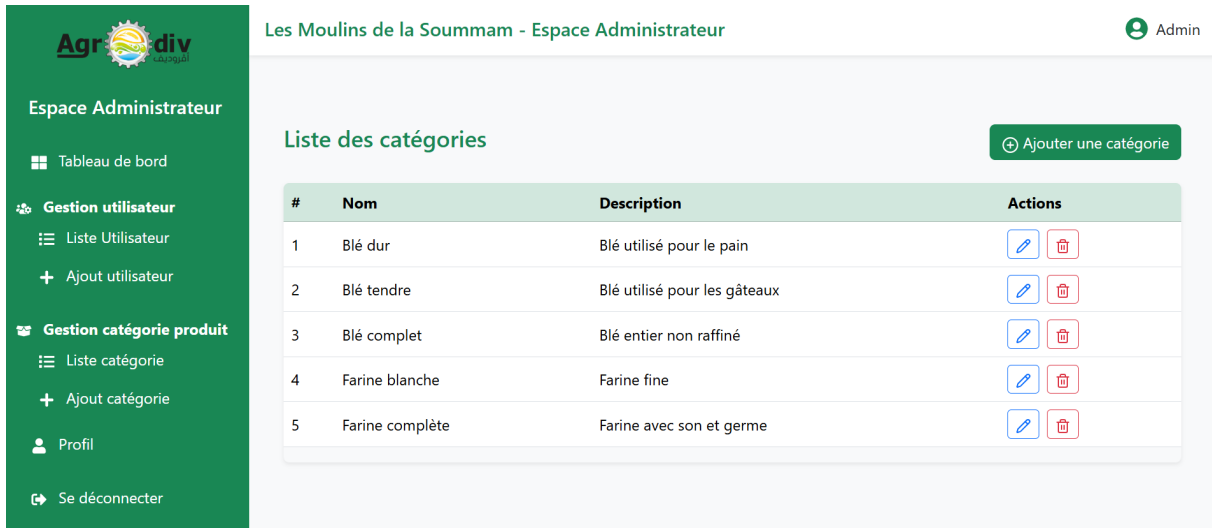 Agrodiv
أقروديف
Espace Administrateur
Tableau de bord
Gestion utilisateur
Liste Utilisateur
Ajout utilisateur
Gestion catégorie produit
Liste catégorie
Ajout catégorie
Profil
Se déconnecter
Les Moulins de la Soummam - Espace Administrateur
Admin
Liste des catégories
Ajouter une catégorie
# Nom Description Actions
1 Blé dur Blé utilisé pour le pain
2 Blé tendre Blé utilisé pour les gâteaux
3 Blé complet Blé entier non raffiné
4 Farine blanche Farine fine
5 Farine complète Farine avec son et germe